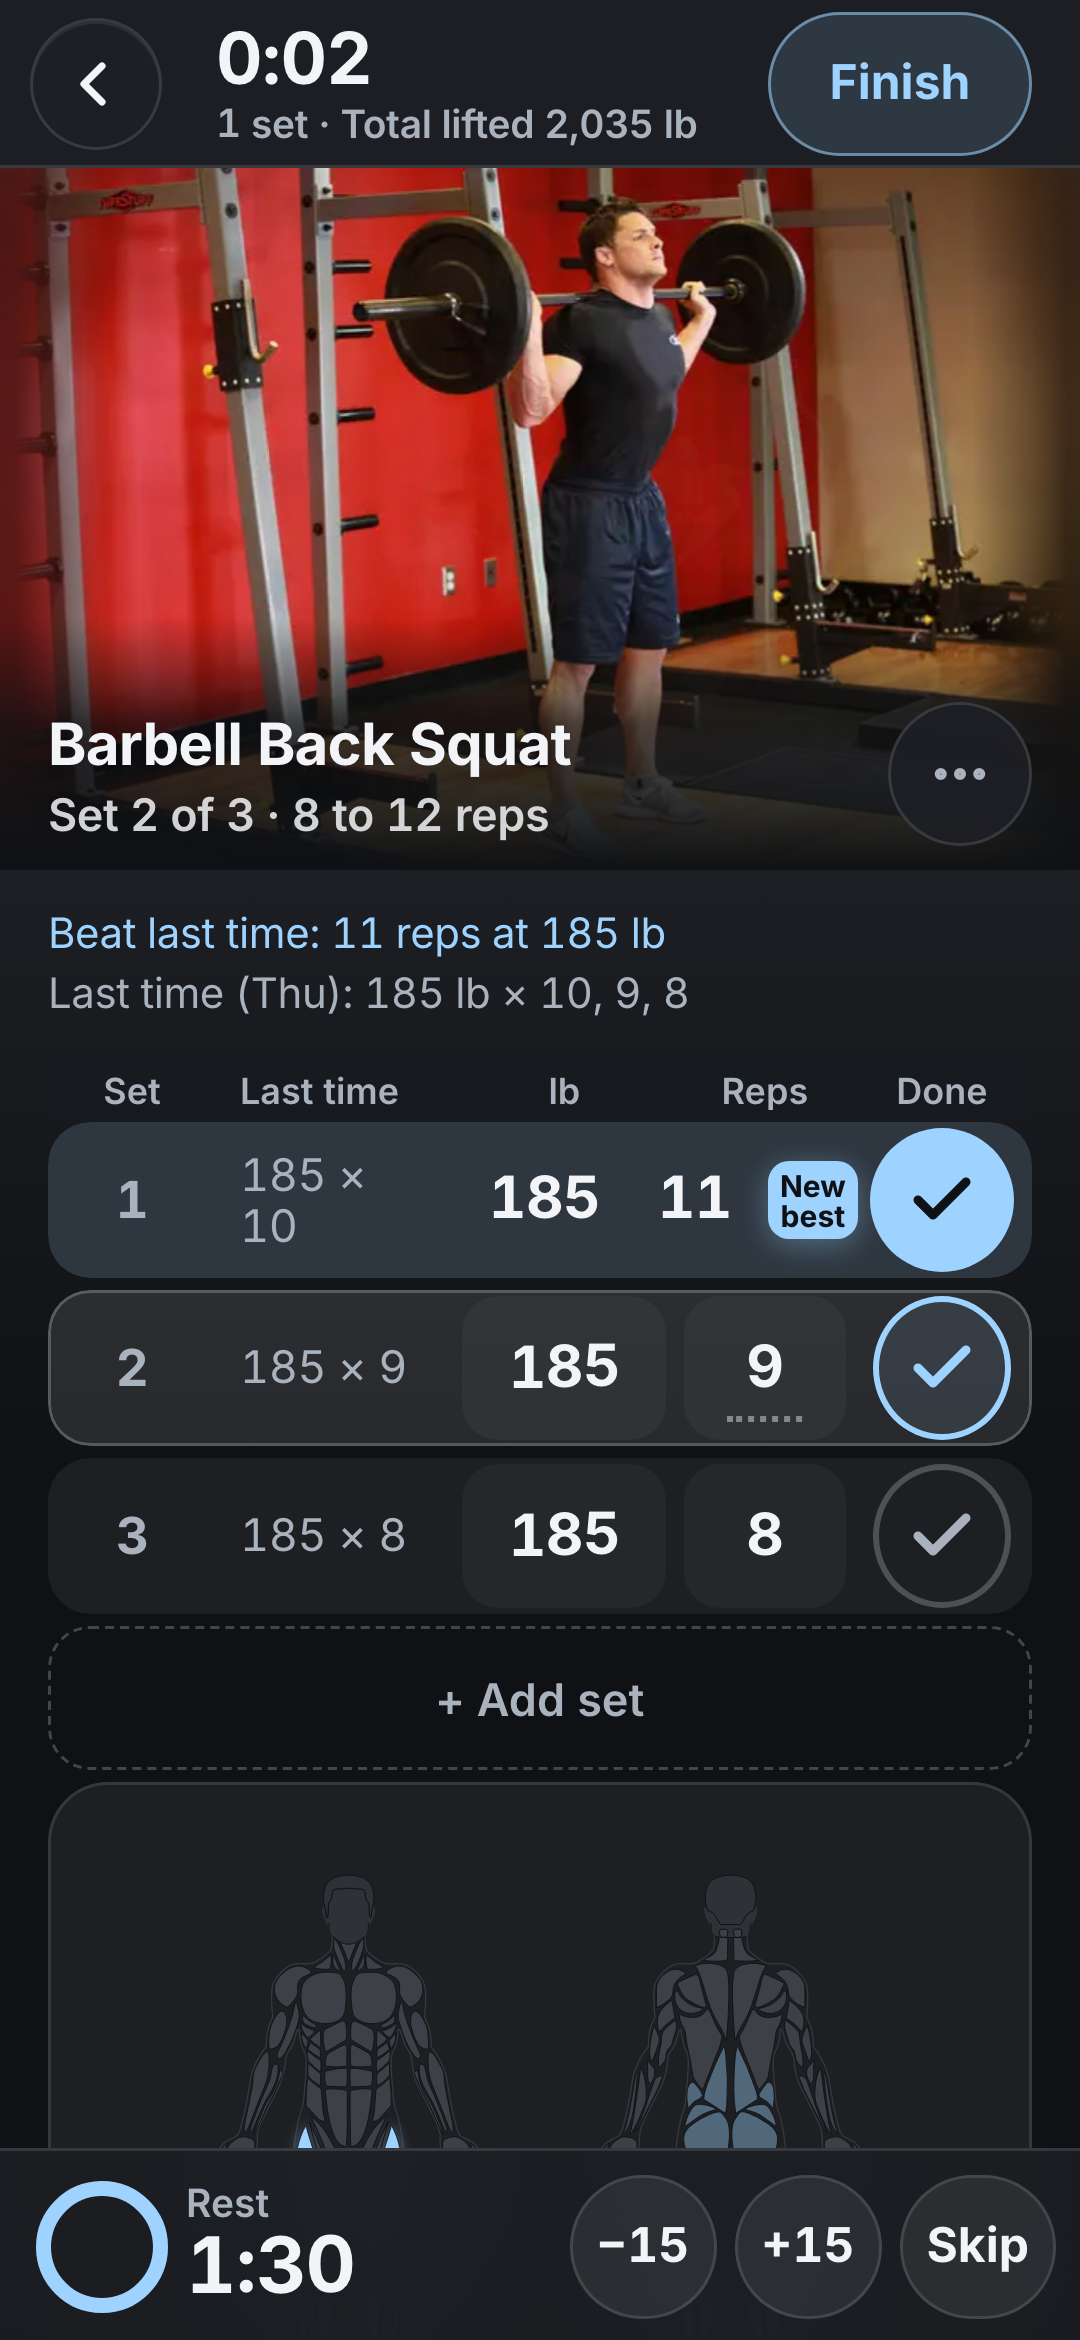 0:02
1 set · Total lifted 2,035 lb
Finish
Barbell Back Squat
Set 2 of 3 · 8 to 12 reps
Beat last time: 11 reps at 185 lb
Last time (Thu): 185 lb × 10, 9, 8
Set Last time lb Reps Done
1 185 × 10 185 11 New best
2 185 × 9 185 9
3 185 × 8 185 8
+ Add set
Rest
1:30
−15 +15 Skip